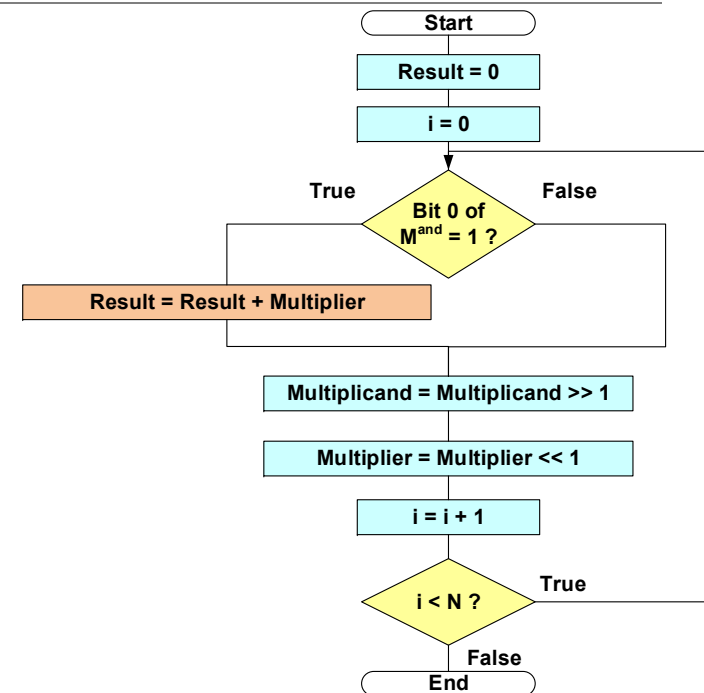 Start
Result = 0
i = 0
True
False
Bit 0 of
M^and = 1 ?
Result = Result + Multiplier
Multiplicand = Multiplicand >> 1
Multiplier = Multiplier << 1
i = i + 1
i < N ?
True
False
End